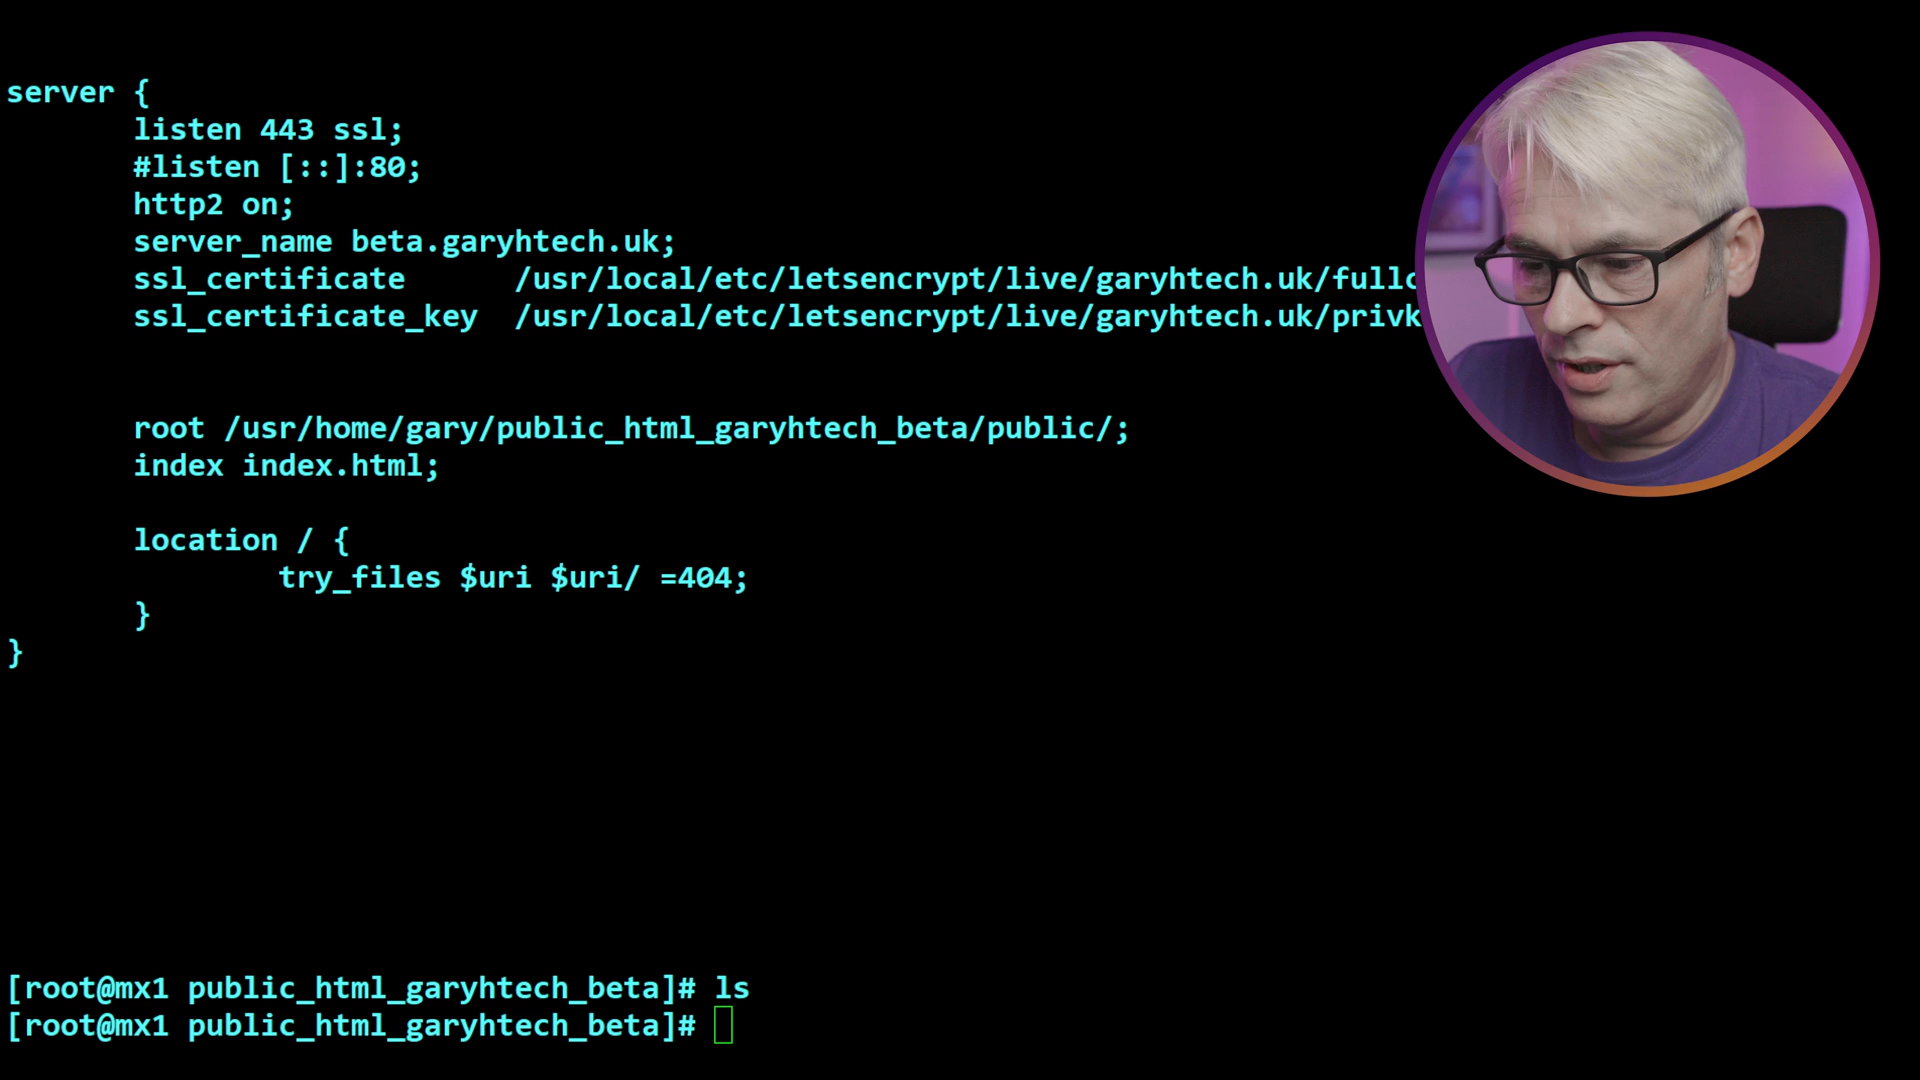 server {
listen 443 ssl;
#listen [::]:80;
http2 on;
server_name beta.garyhtech.uk;
ssl_certificate /usr/local/etc/letsencrypt/live/garyhtech.uk/fullc
ssl_certificate_key /usr/local/etc/letsencrypt/live/garyhtech.uk/privk
root /usr/home/gary/public_html_garyhtech_beta/public/;
index index.html;
location / {
try_files $uri $uri/ =404;
}
}
[root@mx1 public_html_garyhtech_beta]# ls
[root@mx1 public_html_garyhtech_beta]#